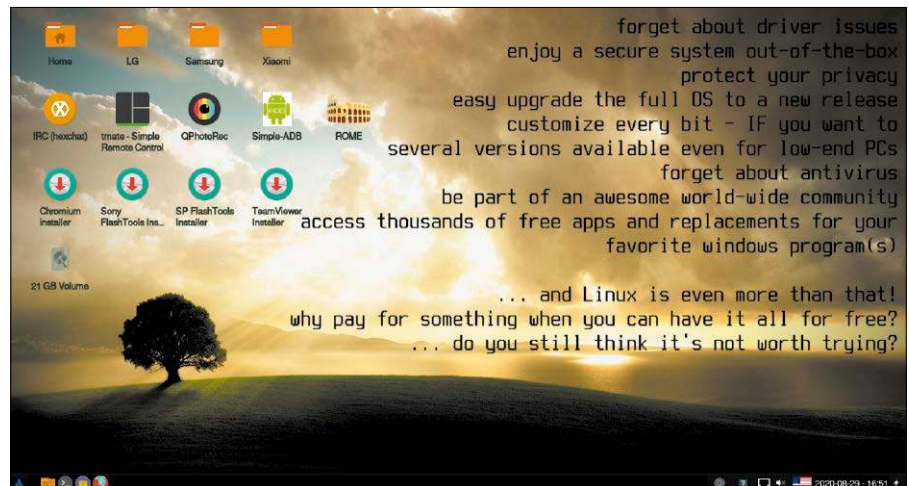 forget about driver issues
enjoy a secure system out-of-the-box
protect your privacy
easy upgrade the full OS to a new release
customize every bit - IF you want to
several versions available even for low-end PCs
forget about antivirus
be part of an awesome world-wide community
access thousands of free apps and replacements for your
favorite windows program(s)
... and Linux is even more than that!
why pay for something when you can have it all for free?
... do you still think it's not worth trying?
Home
LG
Samsung
Xiaomi
IRC (hexchat)
tmate - Simple
Remote Control
QPhotoRec
Simple-ADB
ROME
Chromium
installer
Sony
FlashTools Ins...
SP FlashTools
Installer
TeamViewer
Installer
21 GB Volume
2020-08-29 - 16:51